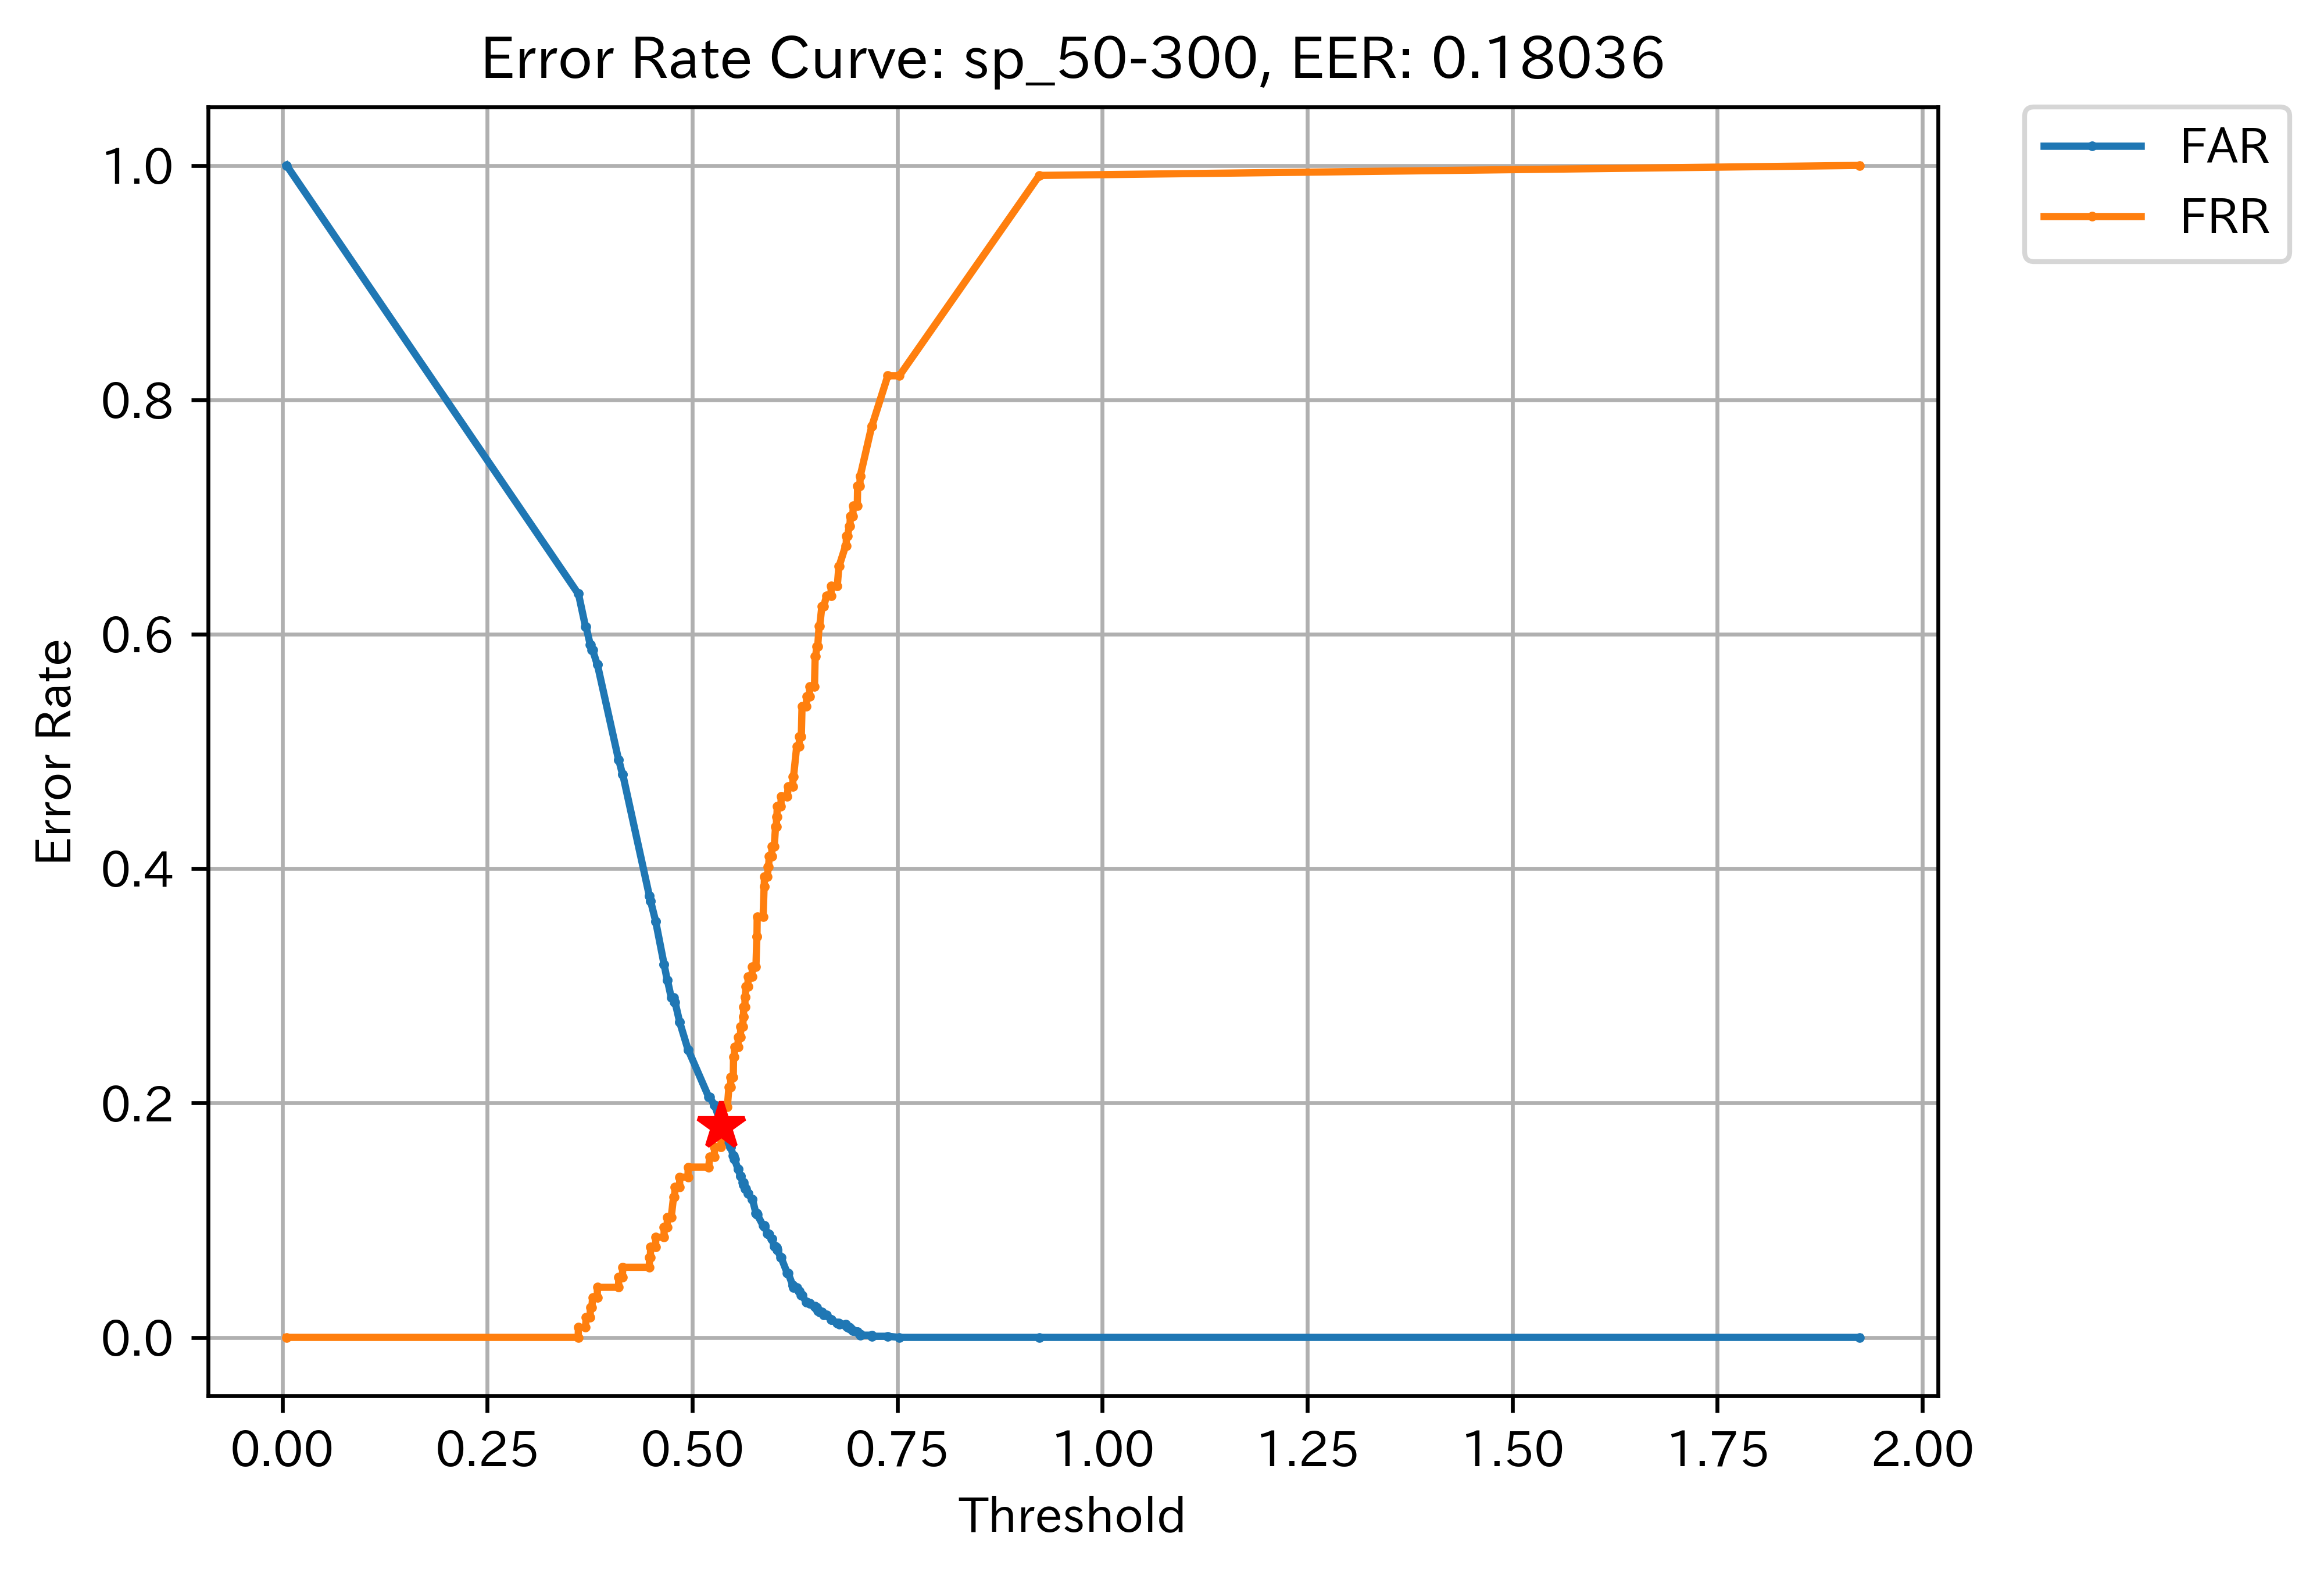 Error Rate Curve: sp_50-300, EER: 0.18036
FAR
FRR
1.0
0.8
0.6
0.4
0.2
0.0
Error Rate
0.00 0.25 0.50 0.75 1.00 1.25 1.50 1.75 2.00
Threshold